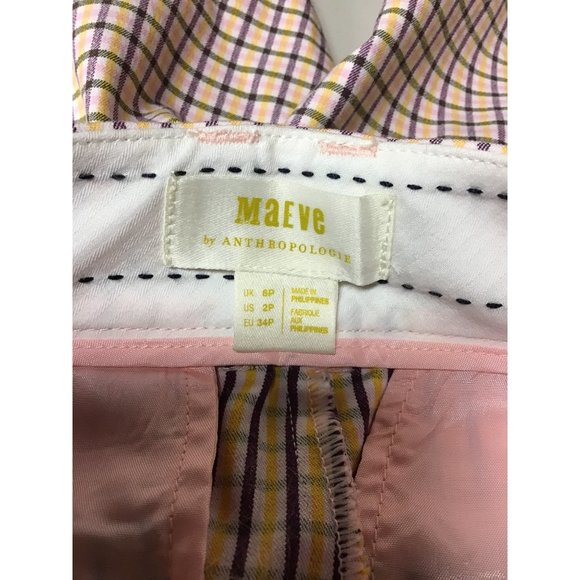 MaEve
by ANTHROPOLOGIE
UK 6P
US 2P
EU 34P
MADE IN
PHILIPPINES
FABRIQUÉ
AUX
PHILIPPINES